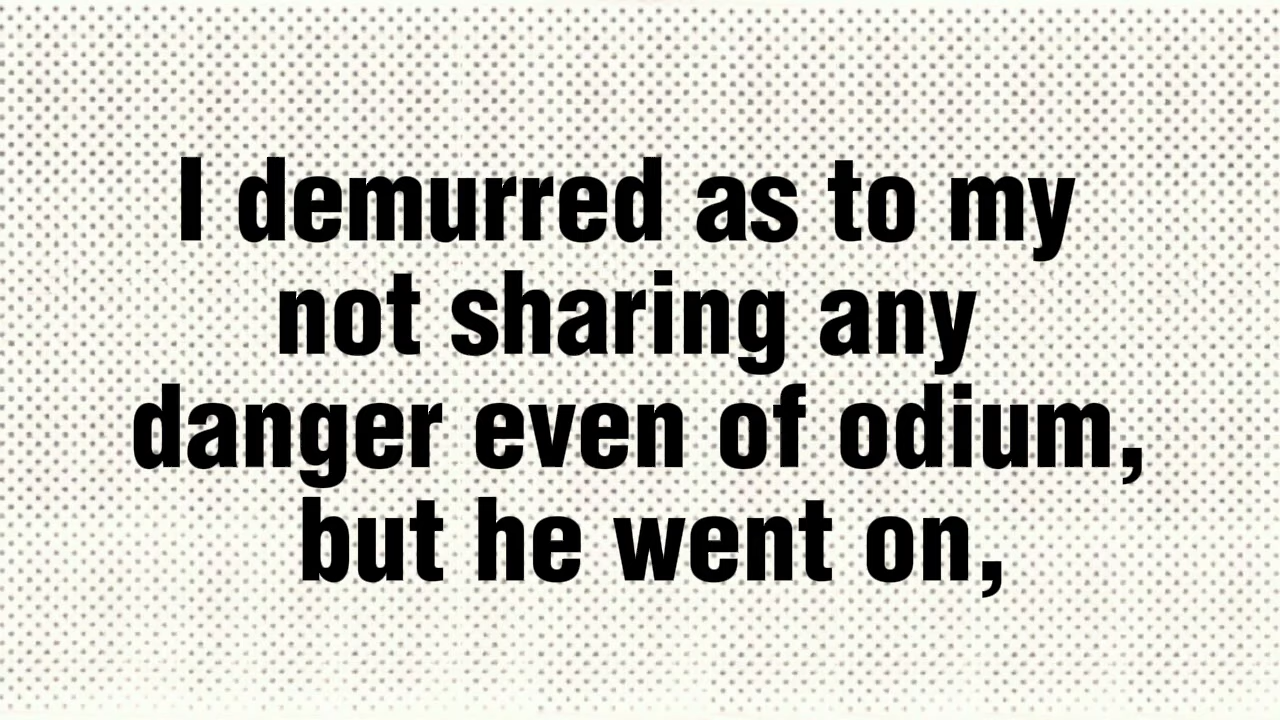 I demurred as to my
not sharing any
danger even of odium,
but he went on,